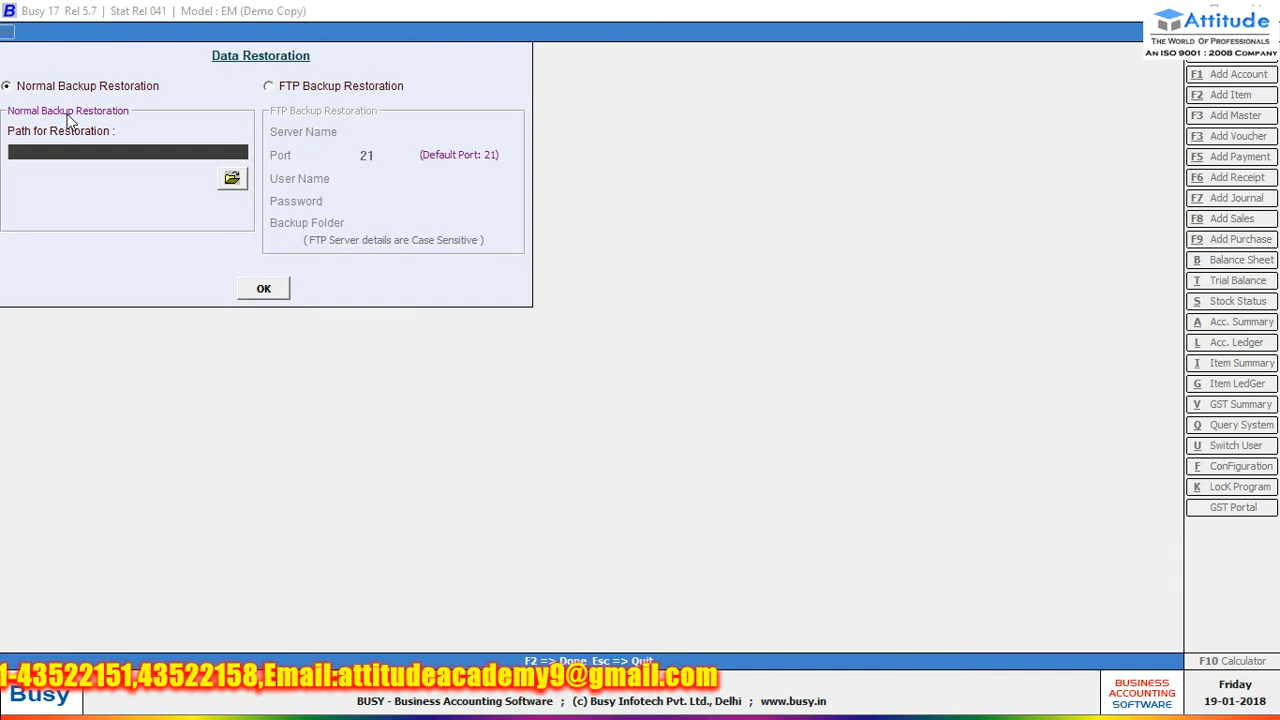 Busy 17 Rel 5.7 | Stat Rel 041 | Model : EM (Demo Copy)
Attitude
THE WORLD OF PROFESSIONALS
AN ISO 9001 : 2008 COMPANY
Data Restoration
Normal Backup Restoration
FTP Backup Restoration
Normal Backup Restoration
Path for Restoration :
FTP Backup Restoration
Server Name
Port 21 (Default Port: 21)
User Name
Password
Backup Folder
( FTP Server details are Case Sensitive )
OK
F1 Add Account
F2 Add Item
F3 Add Master
F3 Add Voucher
F5 Add Payment
F6 Add Receipt
F7 Add Journal
F8 Add Sales
F9 Add Purchase
B Balance Sheet
T Trial Balance
S Stock Status
A Acc. Summary
L Acc. Ledger
I Item Summary
G Item LedGer
V GST Summary
Q Query System
U Switch User
F ConFiguration
K LocK Program
GST Portal
F2 => Done Esc => Quit
F10 Calculator
1-43522151,43522158,Email:attitudeacademy9@gmail.com
Busy
BUSY - Business Accounting Software ; (c) Busy Infotech Pvt. Ltd., Delhi ; www.busy.in
BUSINESS
ACCOUNTING
SOFTWARE
Friday
19-01-2018